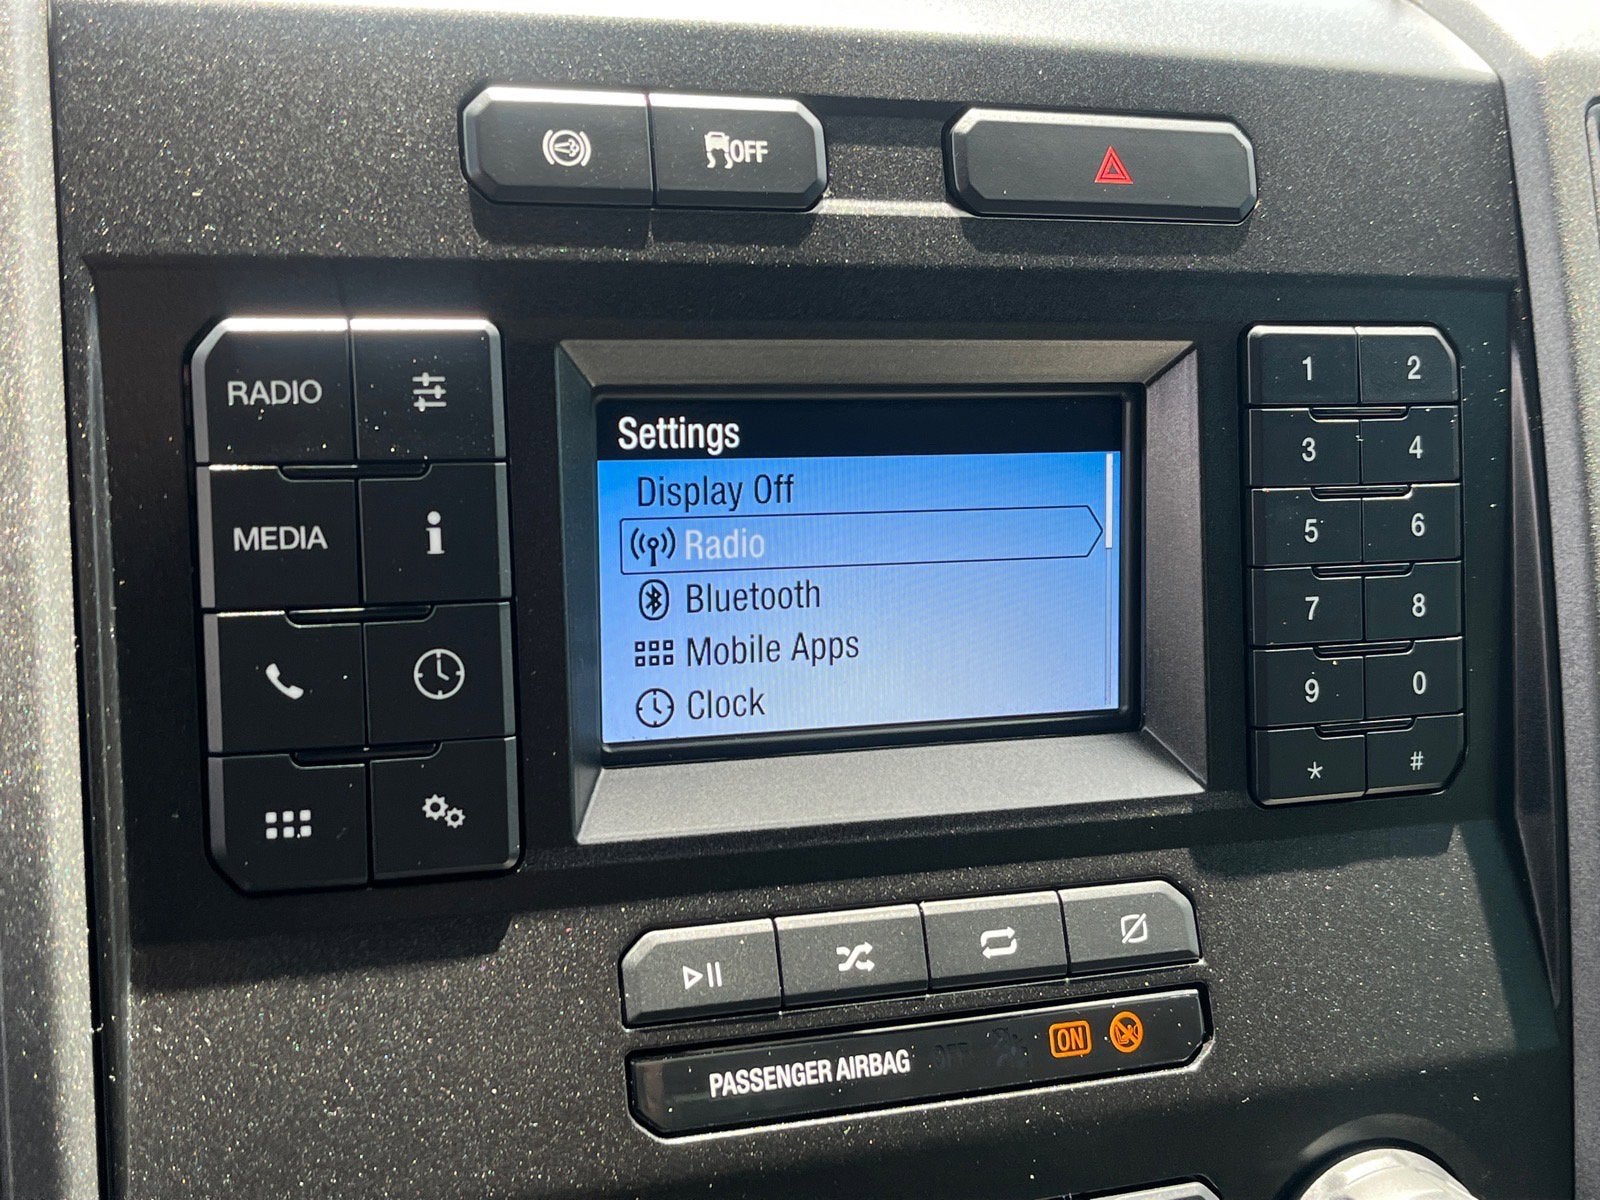 OFF
RADIO
MEDIA
Settings
Display Off
Radio
Bluetooth
Mobile Apps
Clock
1 2
3 4
5 6
7 8
9 0
* #
PASSENGER AIRBAG OFF ON